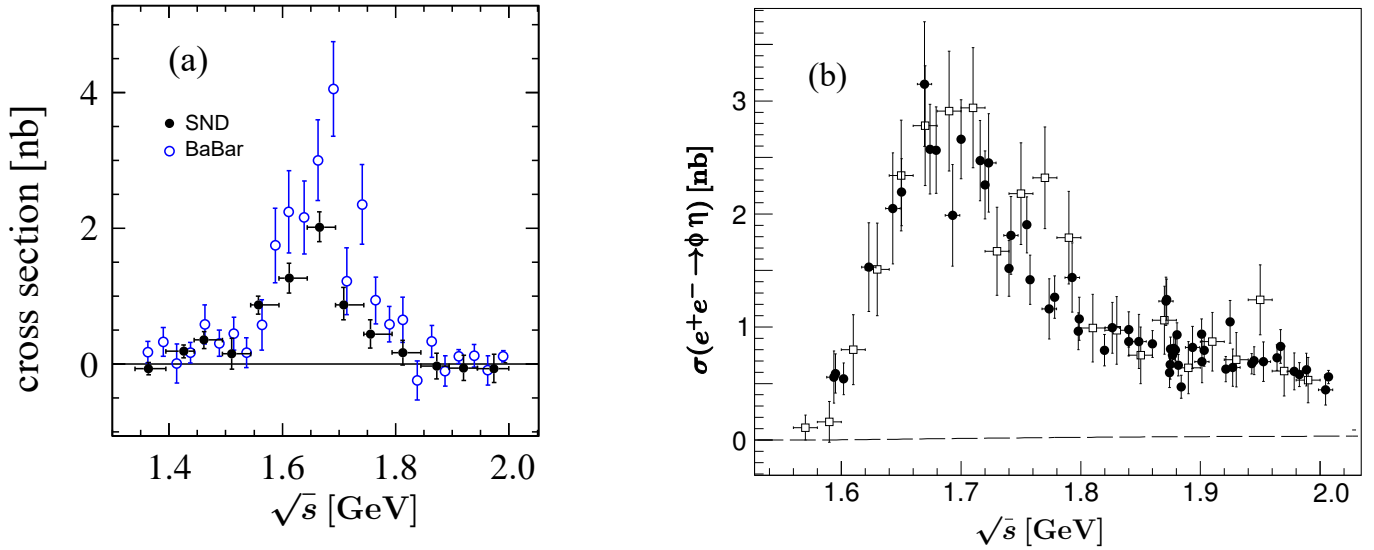 (a)
SND
BaBar
cross section [nb]
4
2
0
1.4 1.6 1.8 2.0
√s̅ [GeV]
(b)
σ(e⁺e⁻→ϕη) [nb]
3
2
1
0
1.6 1.7 1.8 1.9 2.0
√s̅ [GeV]